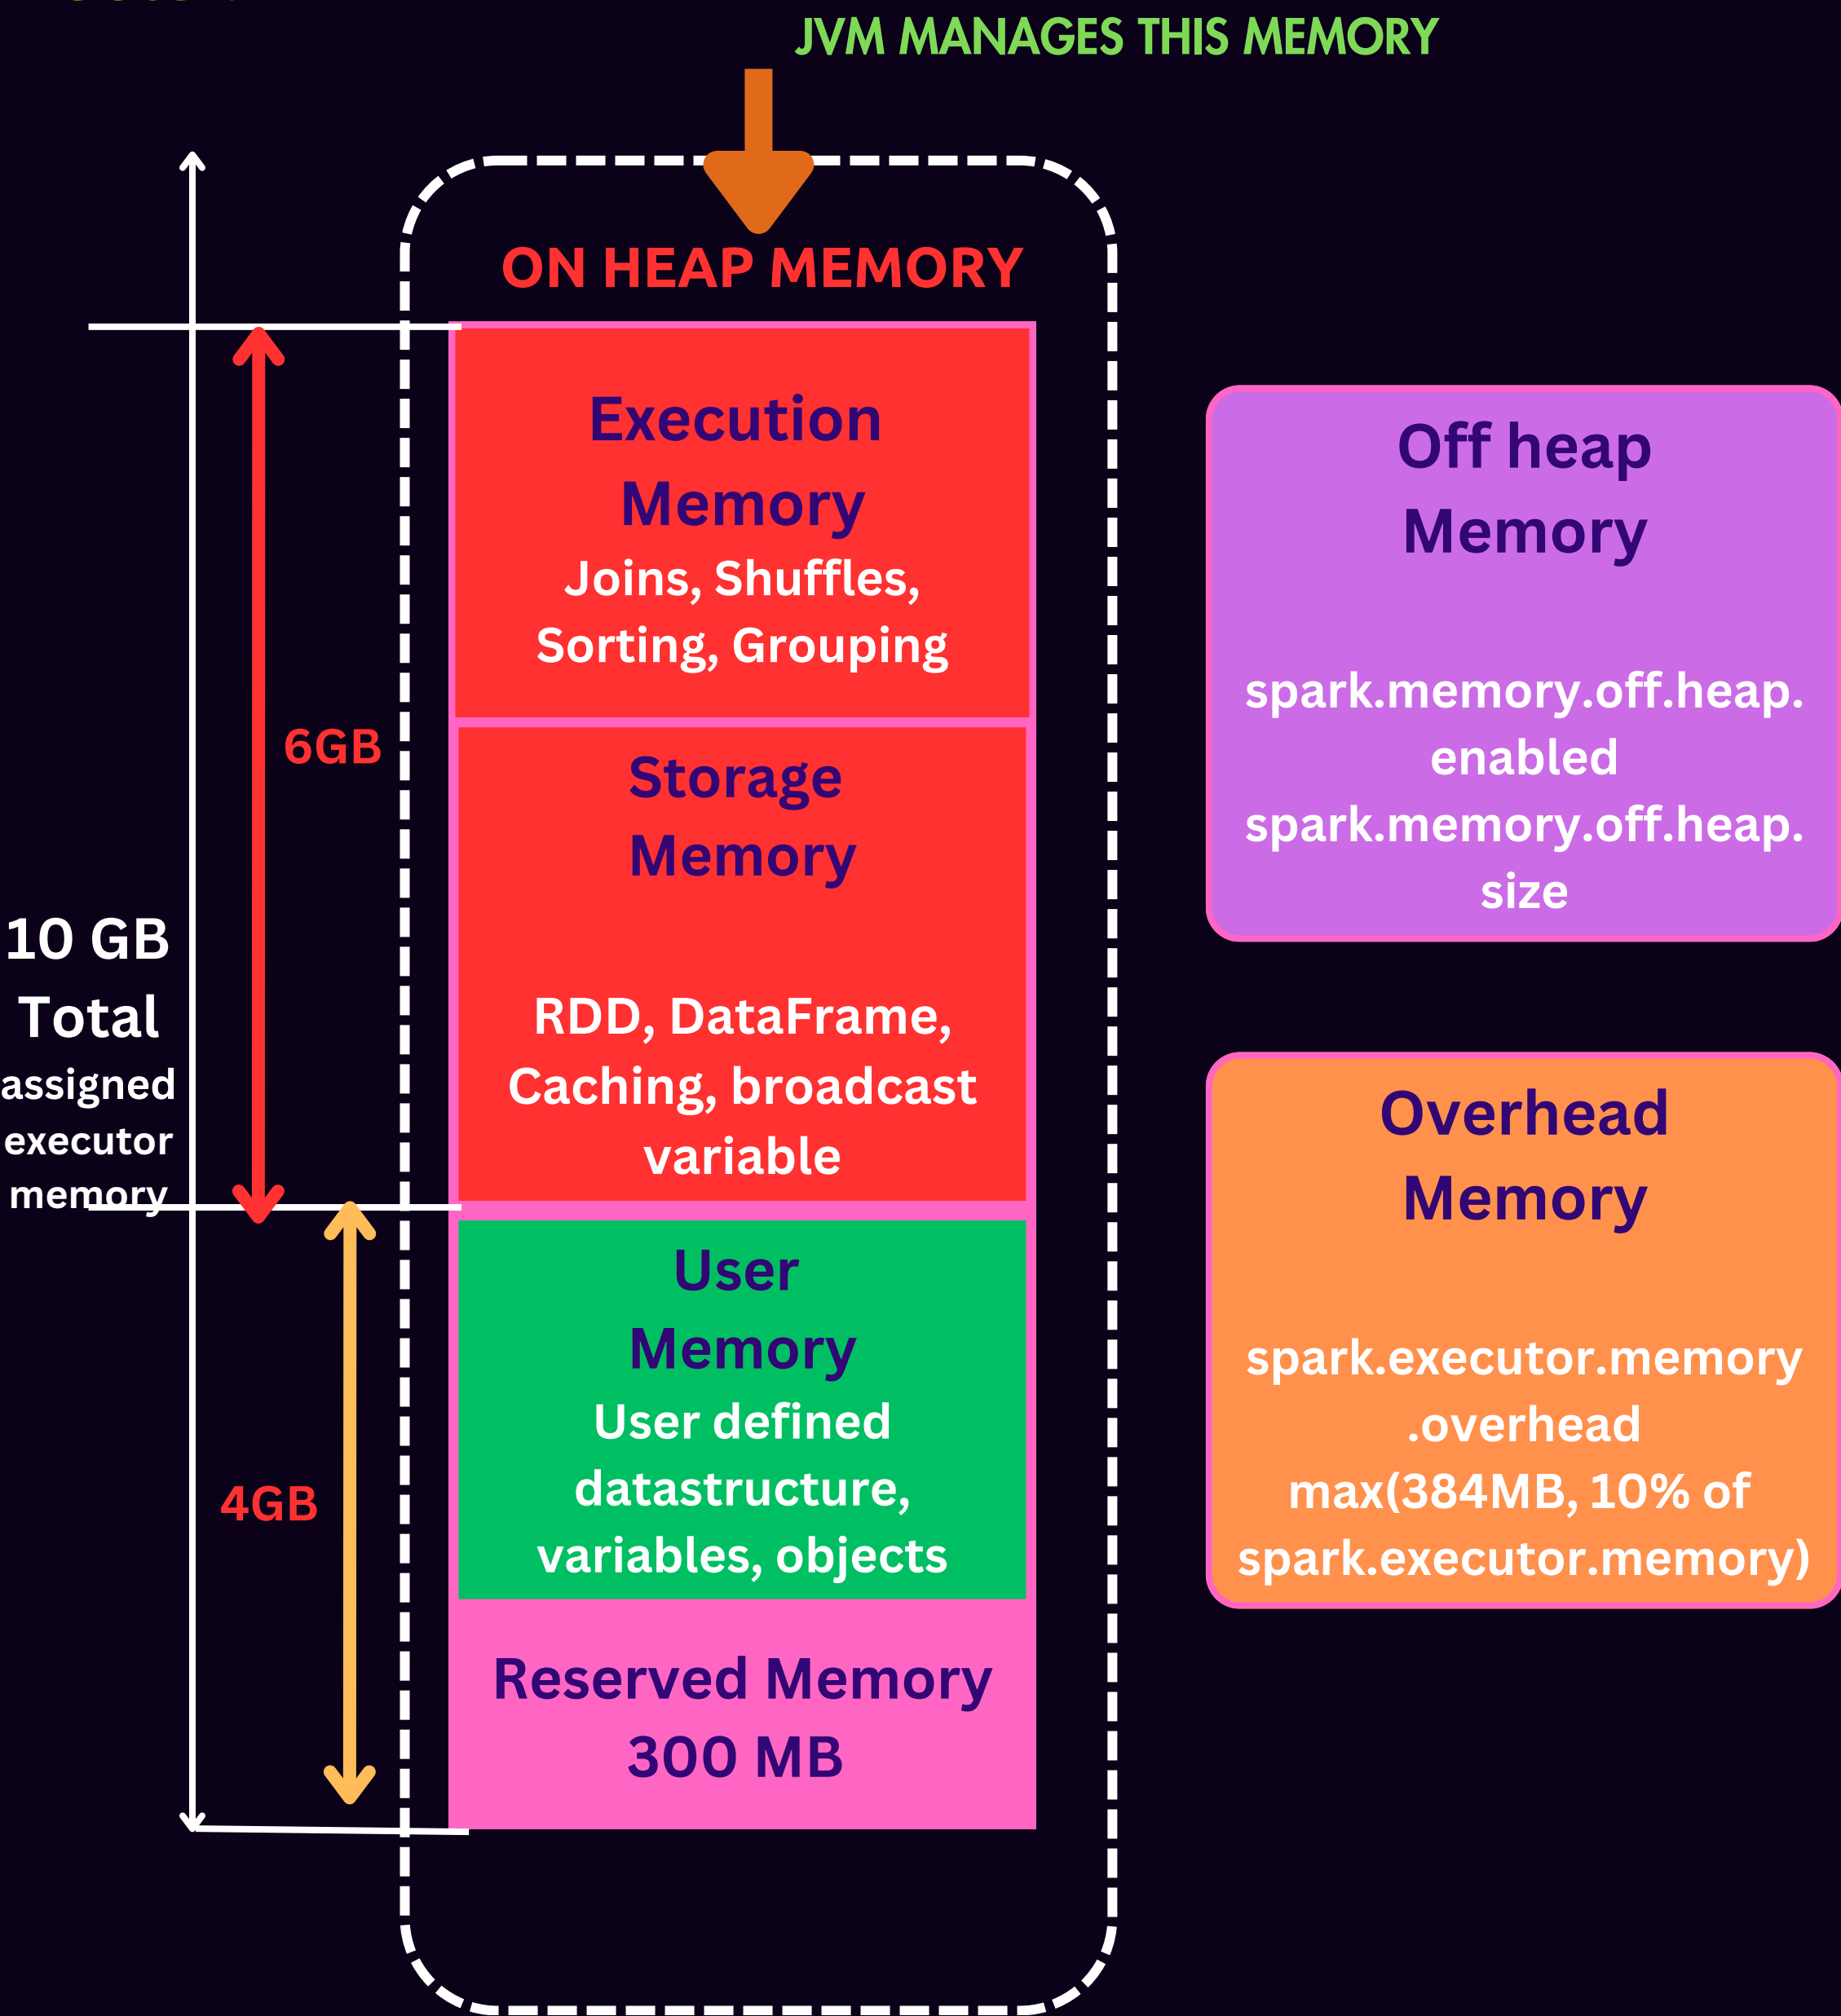 JVM MANAGES THIS MEMORY
ON HEAP MEMORY
Execution
Memory
Joins, Shuffles,
Sorting, Grouping
6GB
Storage
Memory
RDD, DataFrame,
Caching, broadcast
variable
10 GB
Total
assigned
executor
memory
User
Memory
User defined
datastructure,
variables, objects
4GB
Reserved Memory
300 MB
Off heap
Memory
spark.memory.off.heap.
enabled
spark.memory.off.heap.
size
Overhead
Memory
spark.executor.memory
.overhead
max(384MB, 10% of
spark.executor.memory)